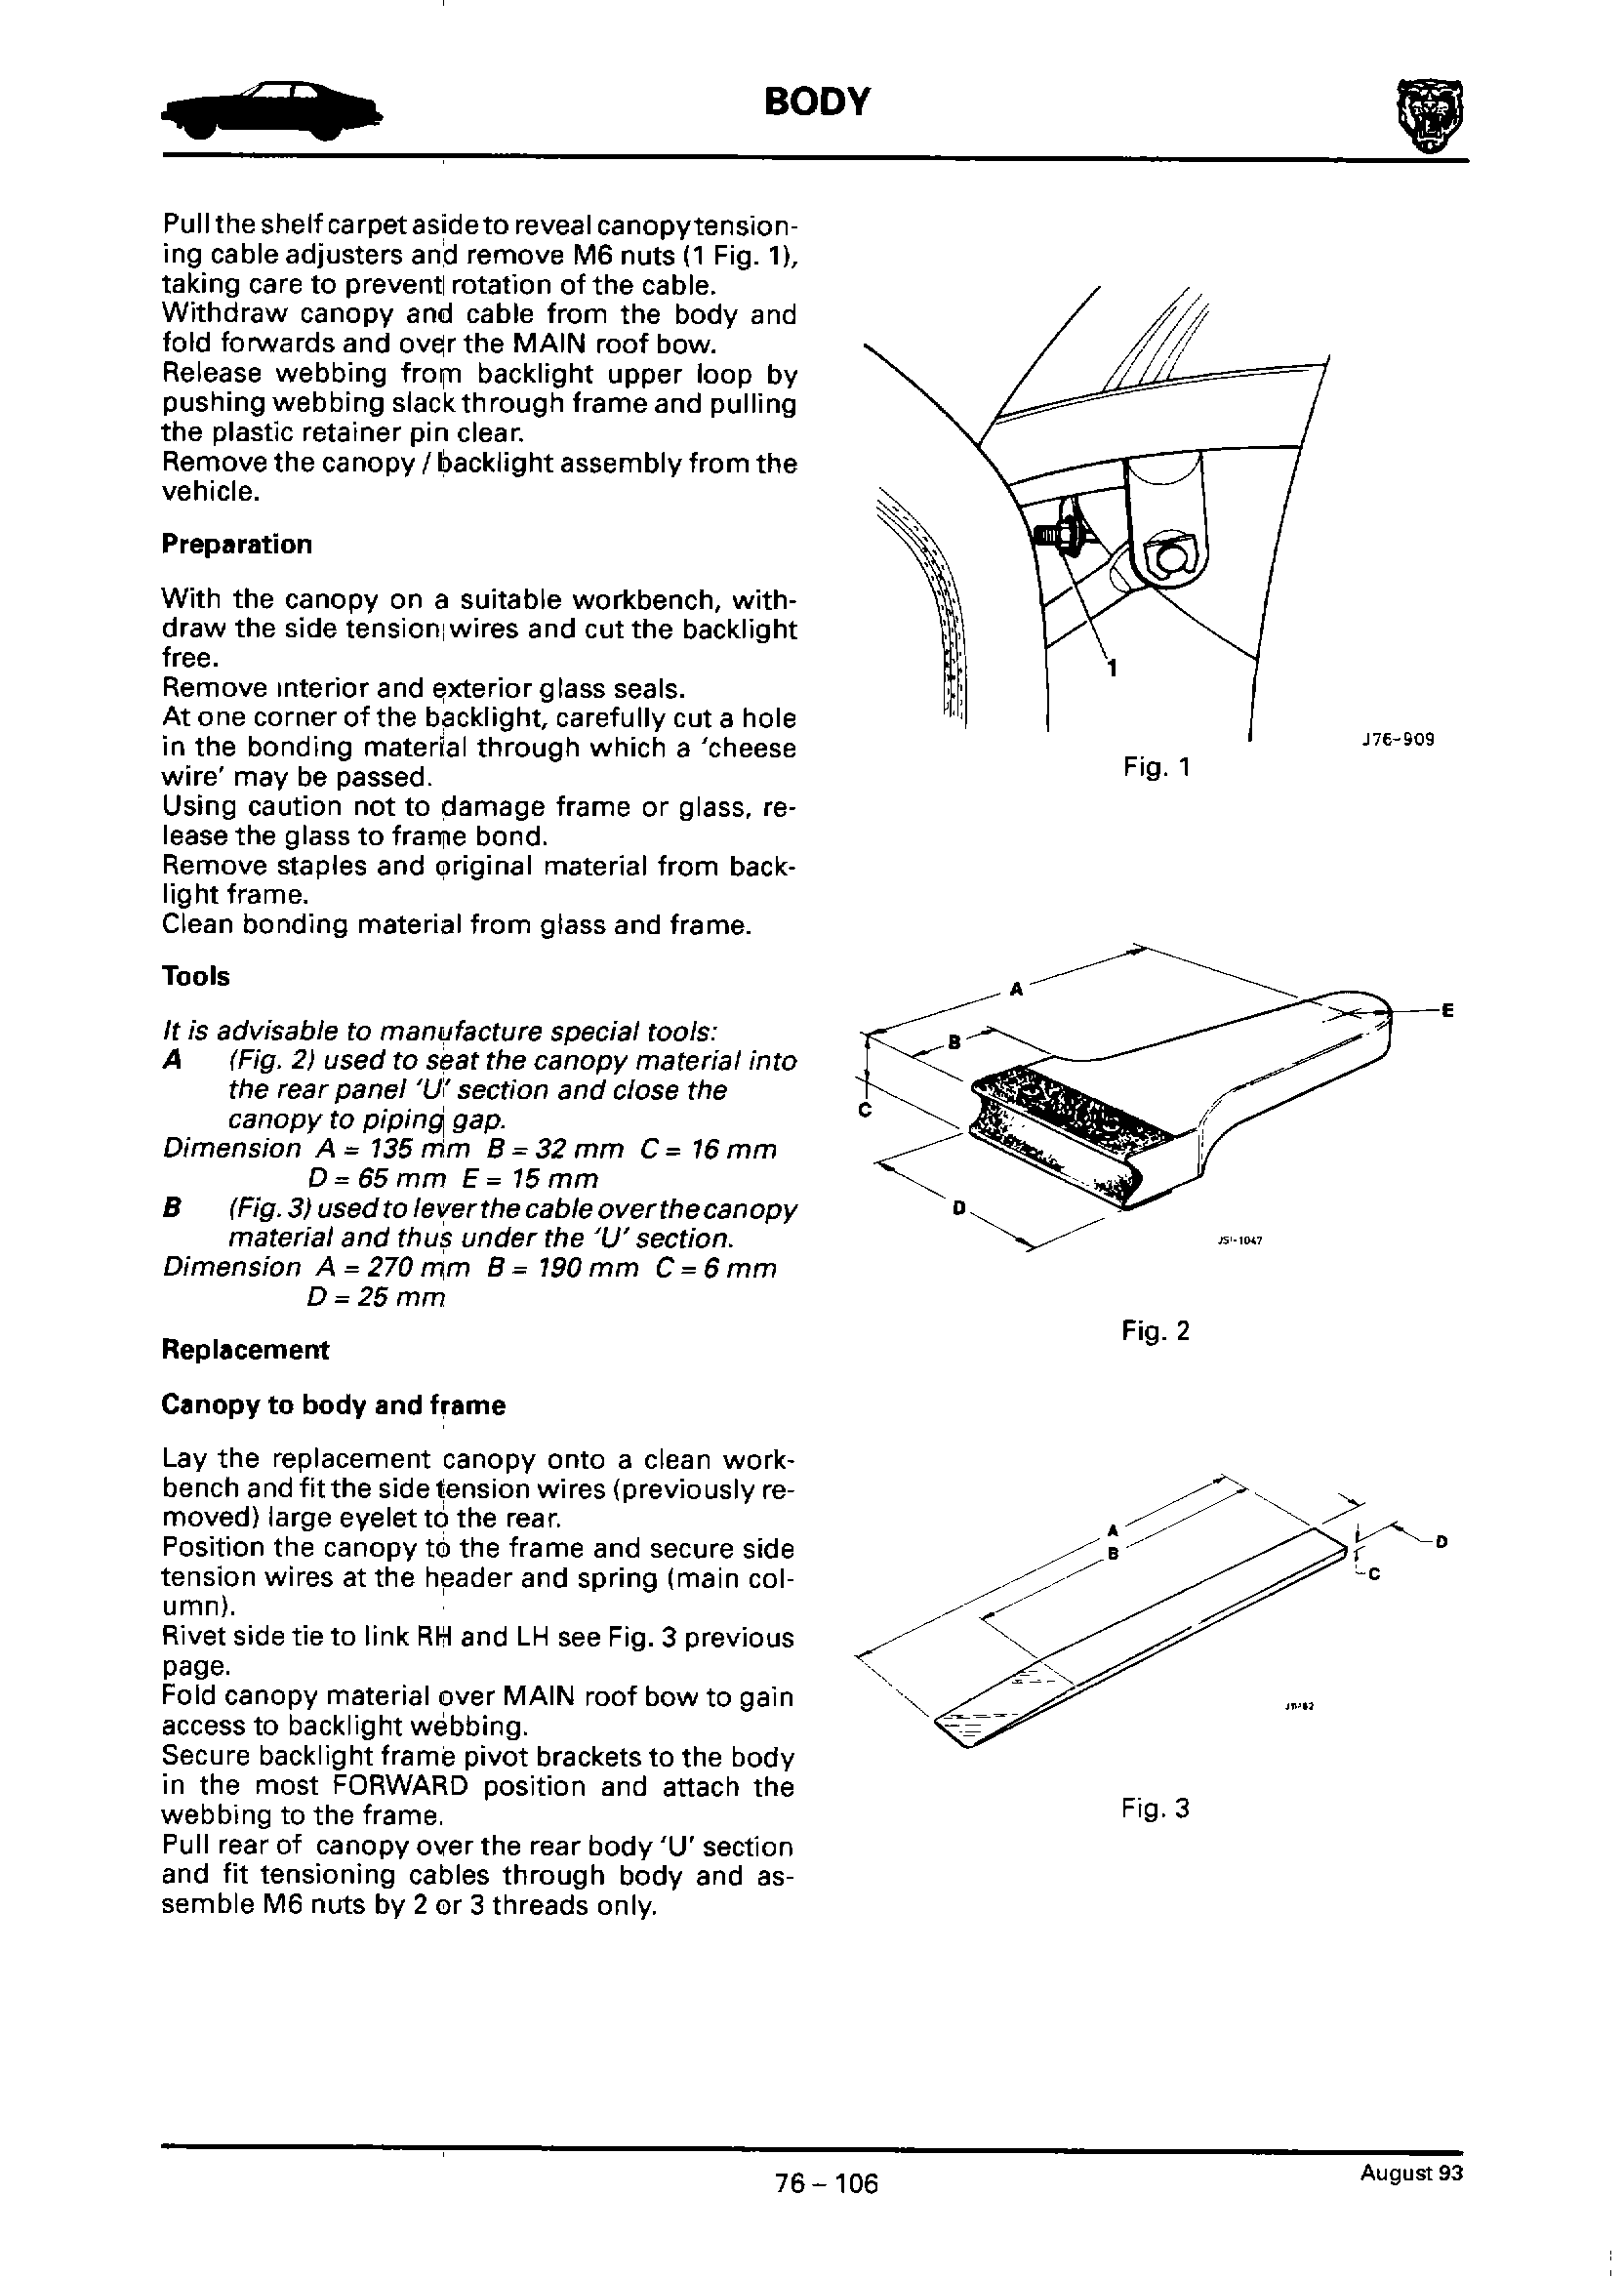 BODY
Pull the shelf carpet aside to reveal canopy tension-
ing cable adjusters and remove M6 nuts (1 Fig. 1),
taking care to prevent rotation of the cable.
Withdraw canopy and cable from the body and
fold forwards and over the MAIN roof bow.
Release webbing from backlight upper loop by
pushing webbing slack through frame and pulling
the plastic retainer pin clear.
Remove the canopy / backlight assembly from the
vehicle.
Preparation
With the canopy on a suitable workbench, with-
draw the side tension wires and cut the backlight
free.
Remove interior and exterior glass seals.
At one corner of the backlight, carefully cut a hole
in the bonding material through which a 'cheese
wire' may be passed.
Using caution not to damage frame or glass, re-
lease the glass to frame bond.
Remove staples and original material from back-
light frame.
Clean bonding material from glass and frame.
Tools
It is advisable to manufacture special tools:
A (Fig. 2) used to seat the canopy material into
the rear panel 'U' section and close the
canopy to piping gap.
Dimension A = 135 mm B = 32 mm C = 16 mm
D = 65 mm E = 15 mm
B (Fig. 3) used to lever the cable over the canopy
material and thus under the 'U' section.
Dimension A = 270 mm B = 190 mm C = 6 mm
D = 25 mm
Replacement
Canopy to body and frame
Lay the replacement canopy onto a clean work-
bench and fit the side tension wires (previously re-
moved) large eyelet to the rear.
Position the canopy to the frame and secure side
tension wires at the header and spring (main col-
umn).
Rivet side tie to link RH and LH see Fig. 3 previous
page.
Fold canopy material over MAIN roof bow to gain
access to backlight webbing.
Secure backlight frame pivot brackets to the body
in the most FORWARD position and attach the
webbing to the frame.
Pull rear of canopy over the rear body 'U' section
and fit tensioning cables through body and as-
semble M6 nuts by 2 or 3 threads only.
1
J76-909
Fig. 1
A
B
C
D
E
Fig. 2
A
B
C
D
Fig. 3
76 – 106
August 93